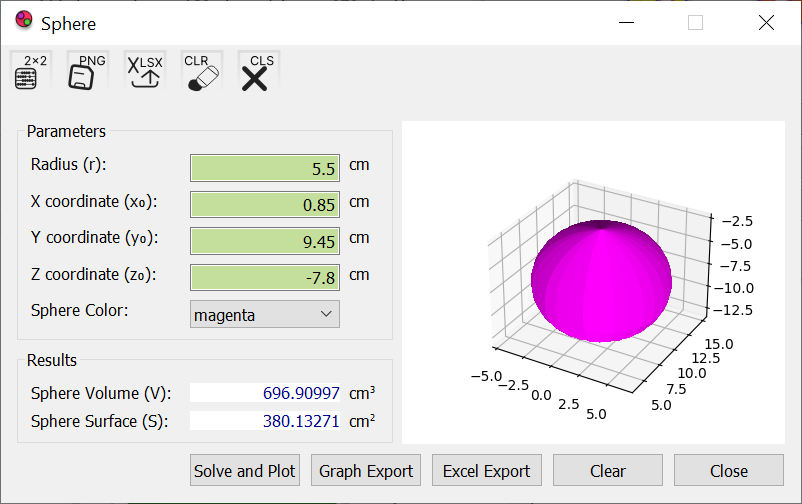 Sphere
2×2 PNG XLSX CLR CLS
Parameters
Radius (r): 5.5 cm
X coordinate (x₀): 0.85 cm
Y coordinate (y₀): 9.45 cm
Z coordinate (z₀): -7.8 cm
Sphere Color: magenta
Results
Sphere Volume (V): 696.90997 cm³
Sphere Surface (S): 380.13271 cm²
−2.5
−5.0
−7.5
−10.0
−12.5
−5.0
−2.5
0.0
2.5
5.0
5.0
7.5
10.0
12.5
15.0
Solve and Plot Graph Export Excel Export Clear Close